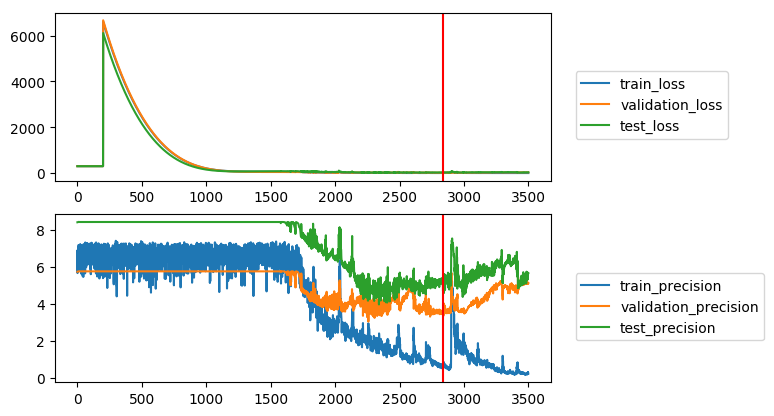 6000
4000
2000
0
0 500 1000 1500 2000 2500 3000 3500
train_loss
validation_loss
test_loss
8
6
4
2
0
0 500 1000 1500 2000 2500 3000 3500
train_precision
validation_precision
test_precision